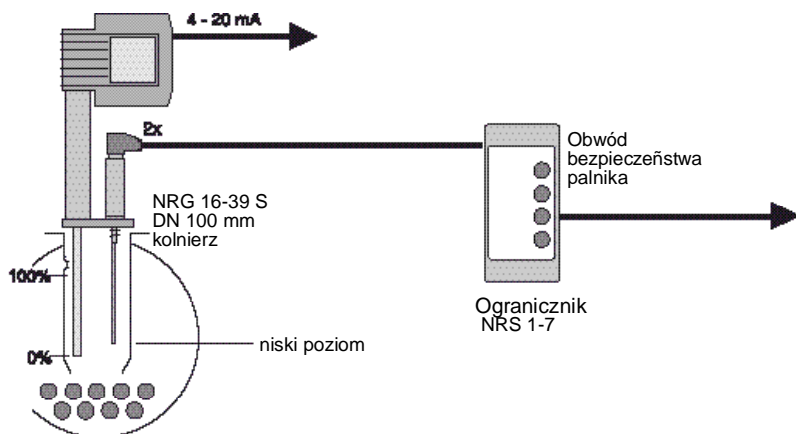 4 - 20 mA
2x
Obwód
bezpieczeñstwa
palnika
NRG 16-39 S
DN 100 mm
kolnierz
100%
Ogranicznik
NRS 1-7
niski poziom
0%